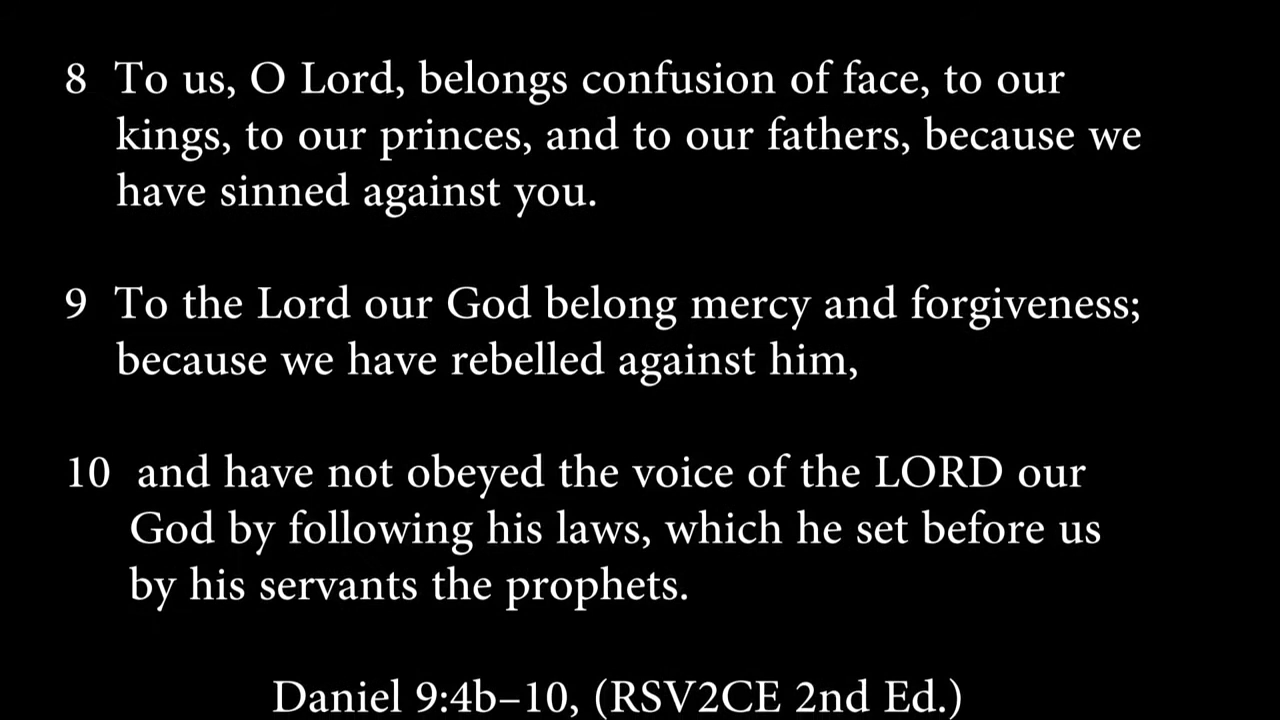 8 To us, O Lord, belongs confusion of face, to our
kings, to our princes, and to our fathers, because we
have sinned against you.
9 To the Lord our God belong mercy and forgiveness;
because we have rebelled against him,
10 and have not obeyed the voice of the LORD our
God by following his laws, which he set before us
by his servants the prophets.
Daniel 9:4b–10, (RSV2CE 2nd Ed.)